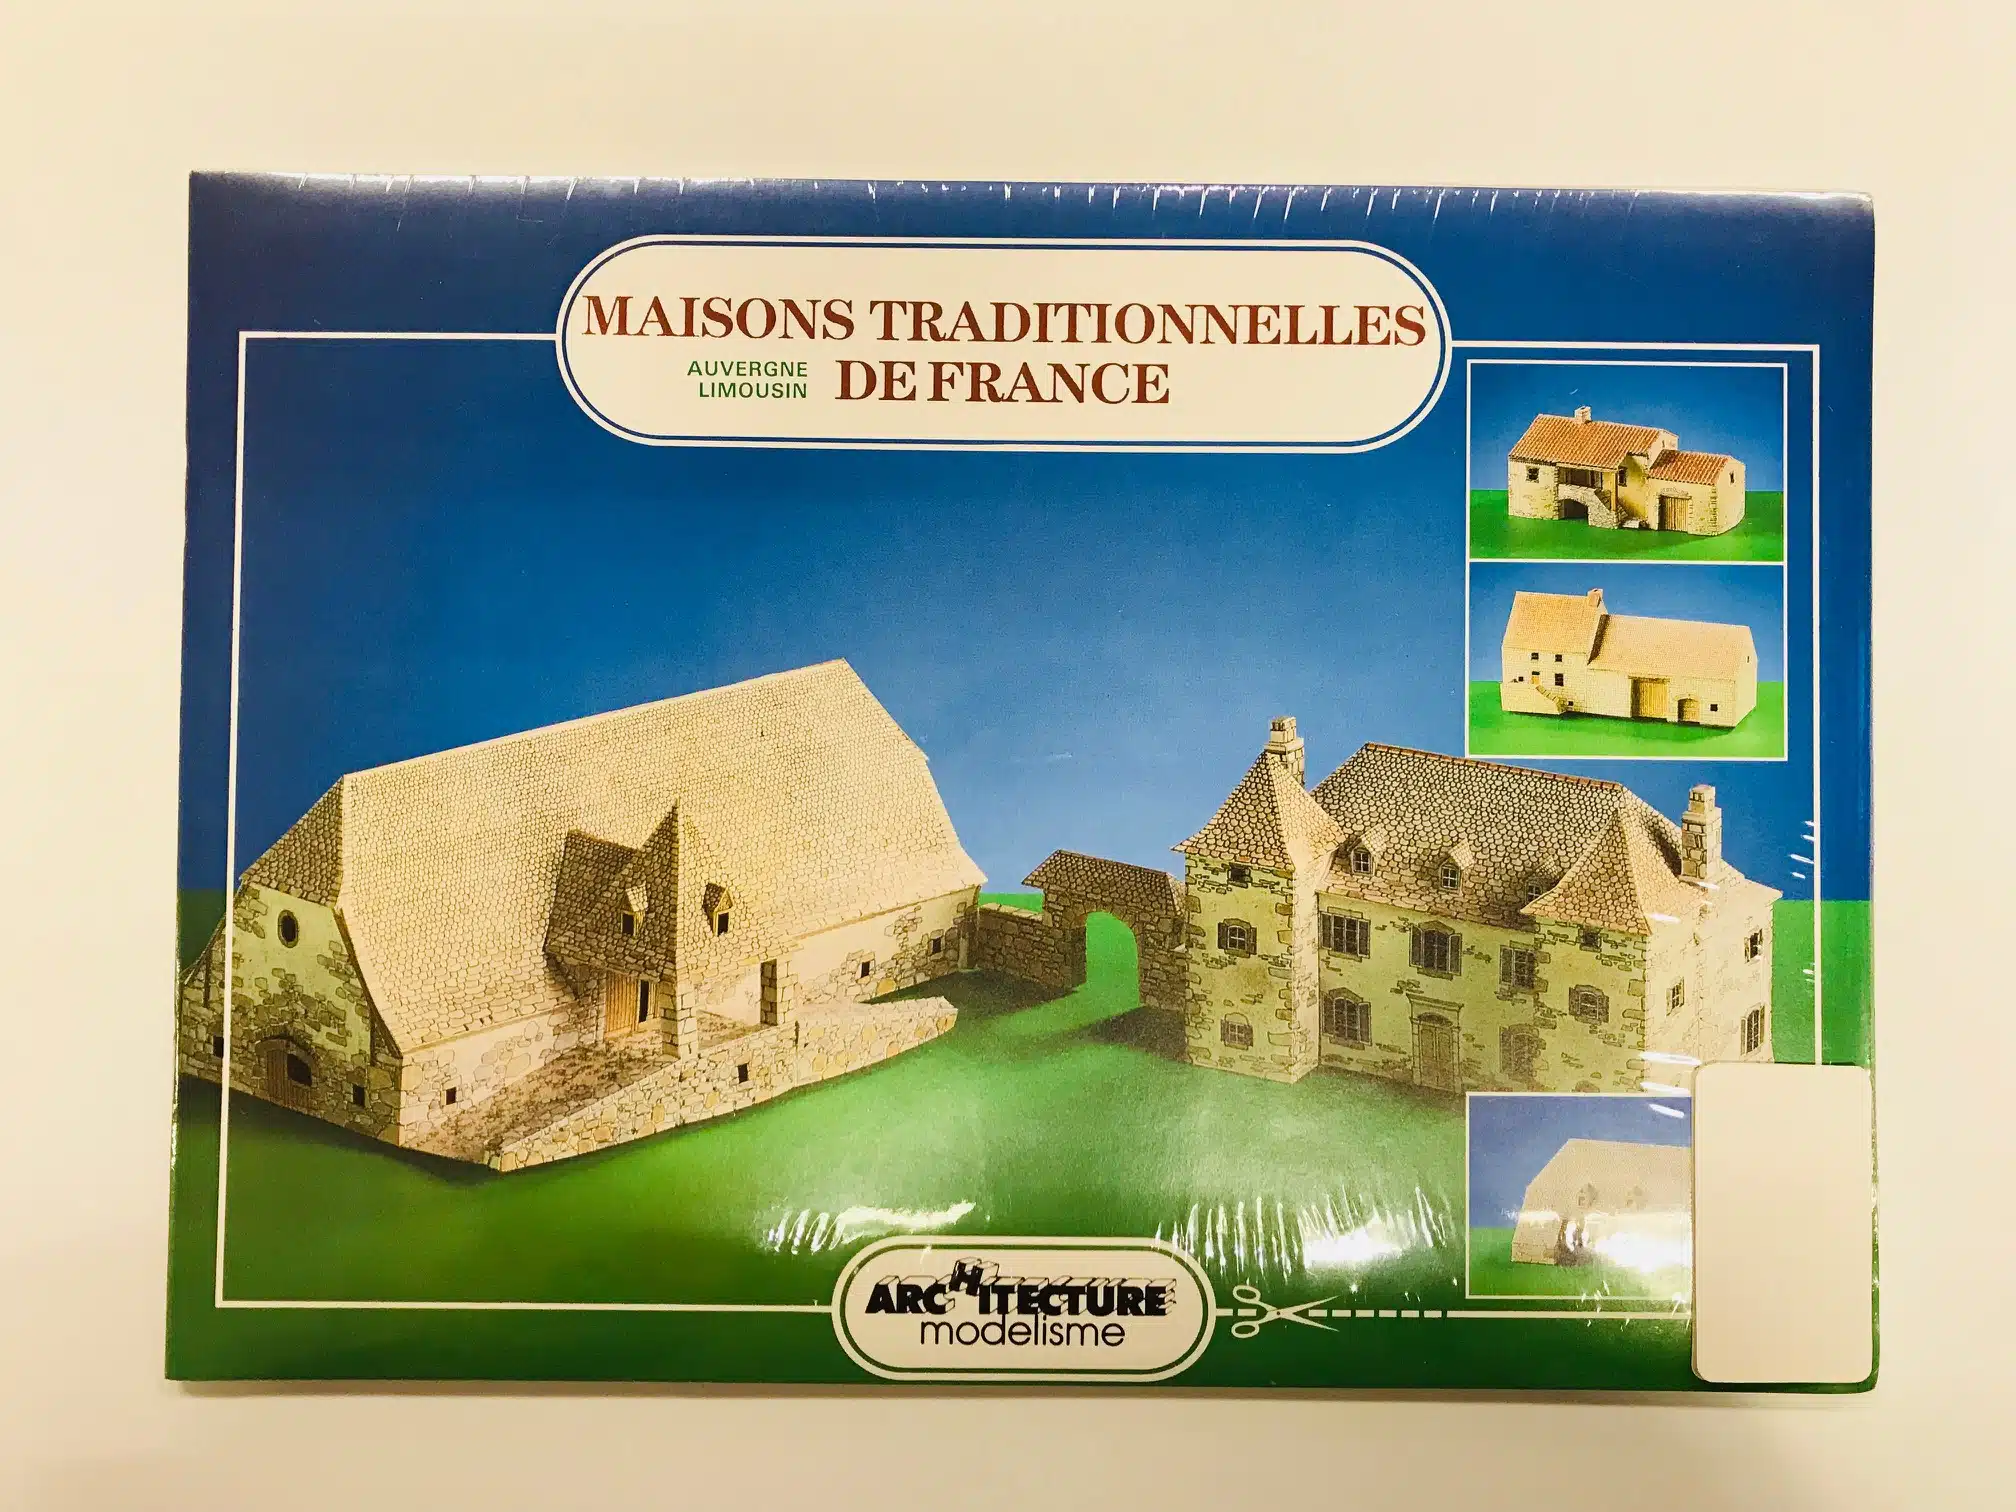 MAISONS TRADITIONNELLES
AUVERGNE
LIMOUSIN
DE FRANCE
ARCHITECTURE
modelisme